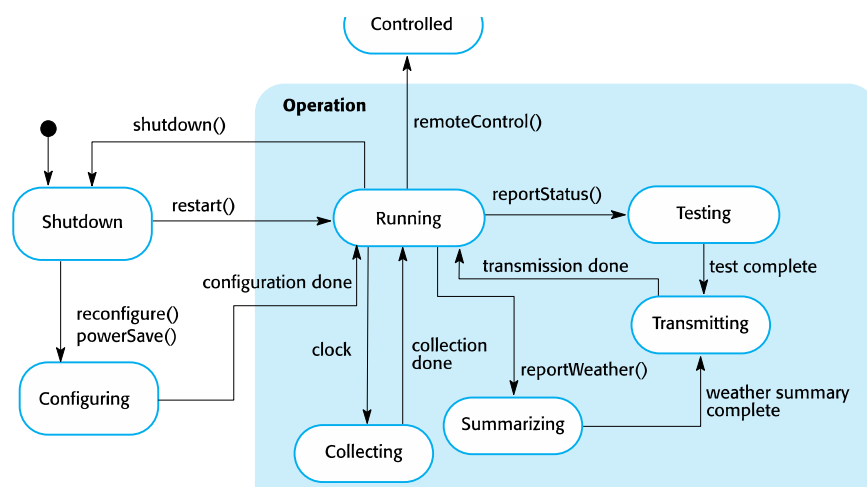 Controlled
Operation
shutdown()
remoteControl()
Shutdown
restart()
Running
reportStatus()
Testing
configuration done
transmission done
test complete
reconfigure()
powerSave()
Transmitting
clock
collection
done
reportWeather()
Configuring
weather summary
complete
Summarizing
Collecting